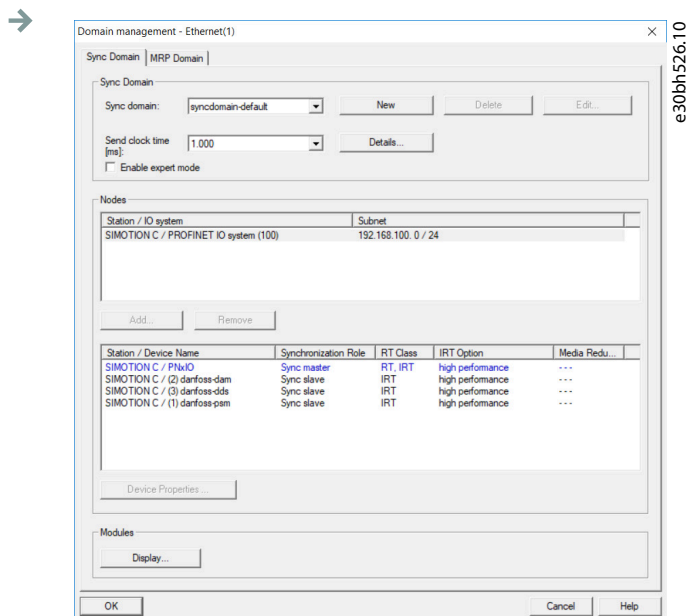 Domain management - Ethernet(1)
Sync Domain MRP Domain
Sync Domain
Sync domain: syncdomain-default New Delete Edit...
Send clock time [ms]: 1.000 Details...
Enable expert mode
Nodes
Station / IO system Subnet
SIMOTION C / PROFINET IO system (100) 192.168.100. 0 / 24
Add... Remove
Station / Device Name Synchronization Role RT Class IRT Option Media Redu...
SIMOTION C / PNxIO Sync master RT, IRT high performance ---
SIMOTION C / (2) danfoss-dam Sync slave IRT high performance ---
SIMOTION C / (3) danfoss-dds Sync slave IRT high performance ---
SIMOTION C / (1) danfoss-psm Sync slave IRT high performance ---
Device Properties ...
Modules
Display...
OK Cancel Help
e30bh526.10